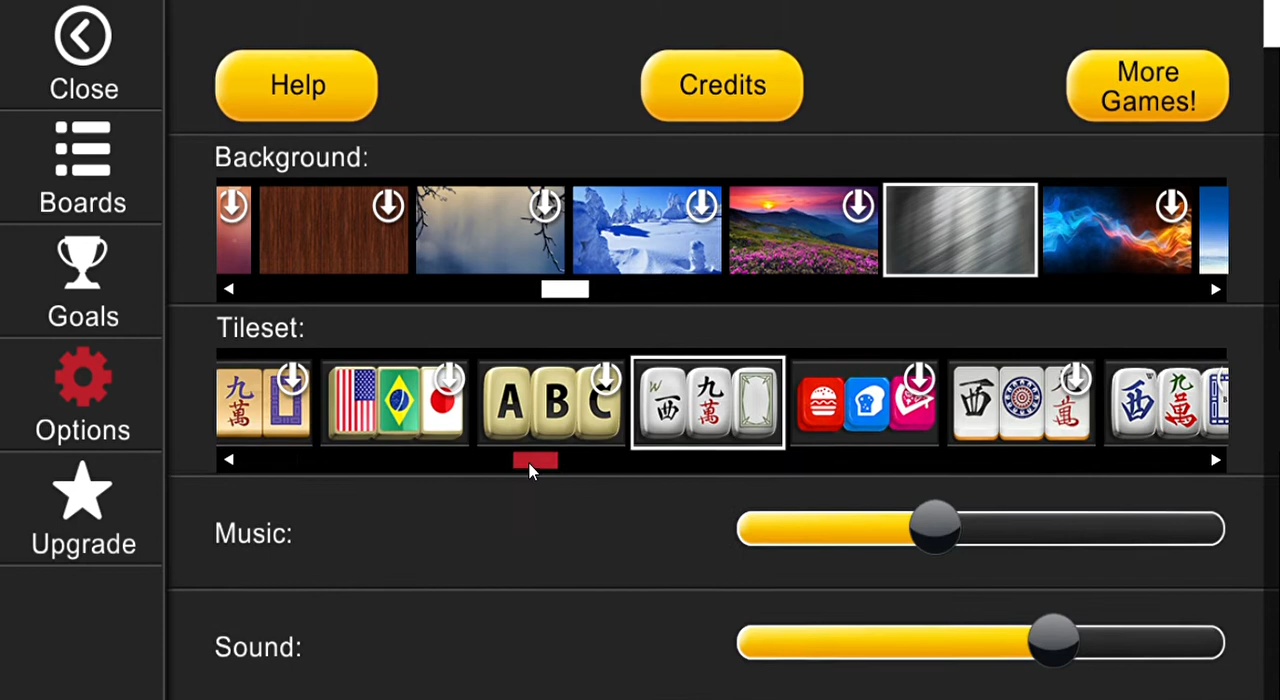 Close
Boards
Goals
Options
Upgrade
Help
Credits
More
Games!
Background:
Tileset:
九萬
A B C
W 西 九萬
西 萬
西 九萬
Music:
Sound: